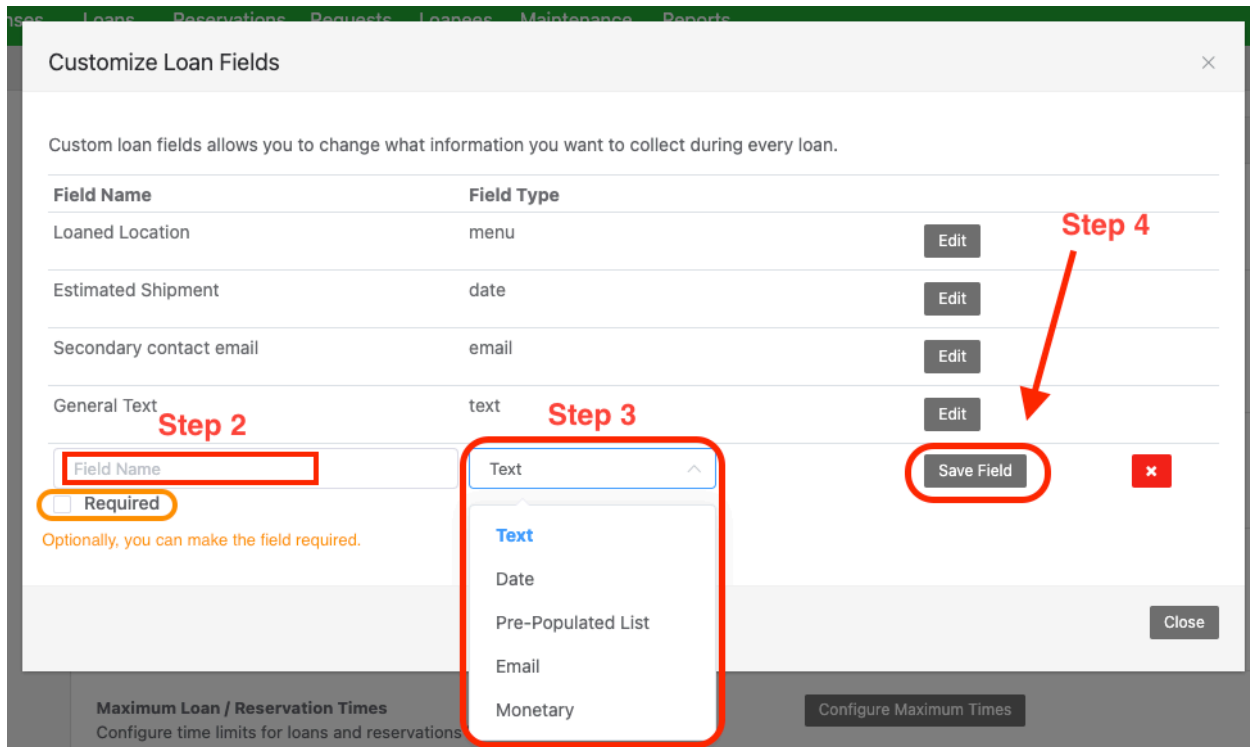 Loans Reservations Requests Loanees Maintenance Reports
Customize Loan Fields
Custom loan fields allows you to change what information you want to collect during every loan.
Field Name Field Type
Loaned Location menu Edit
Step 4
Estimated Shipment date Edit
Secondary contact email email Edit
General Text text Edit
Step 2 Step 3
Field Name Text Save Field
Required
Optionally, you can make the field required.
Text
Date
Pre-Populated List
Email
Monetary
Close
Maximum Loan / Reservation Times Configure Maximum Times
Configure time limits for loans and reservations